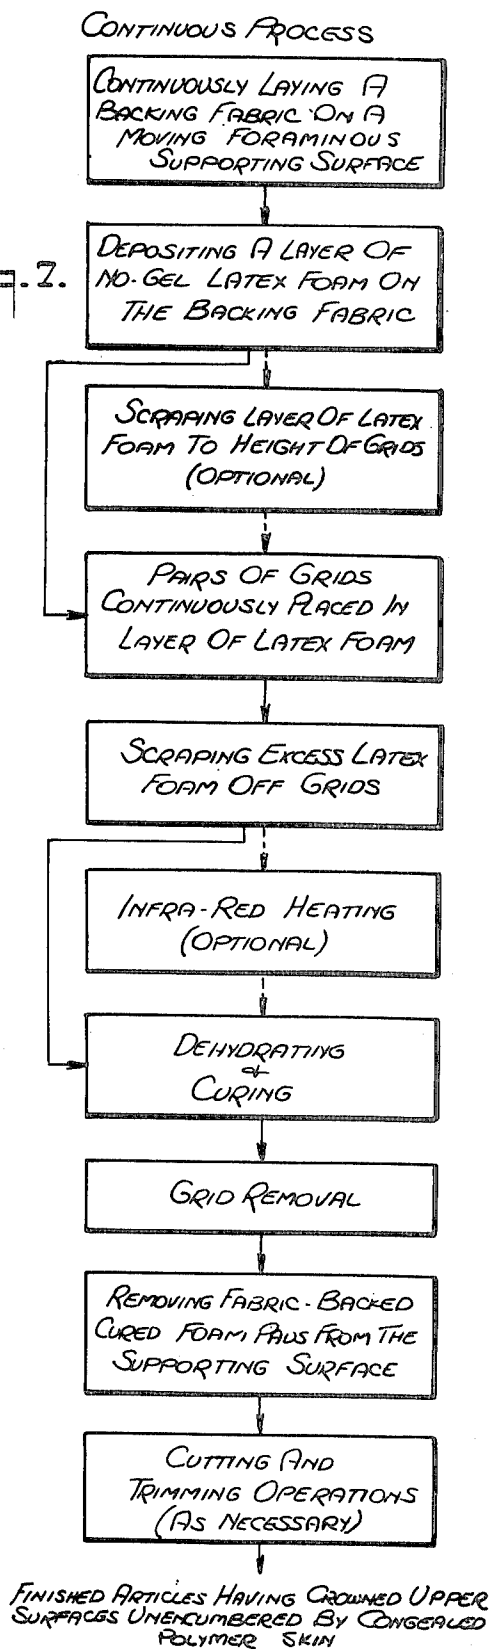 CONTINUOUS PROCESS
CONTINUOUSLY LAYING A
BACKING FABRIC ON A
MOVING FORAMINOUS
SUPPORTING SURFACE
DEPOSITING A LAYER OF
NO-GEL LATEX FOAM ON
THE BACKING FABRIC
.7.
SCRAPING LAYER OF LATEX
FOAM TO HEIGHT OF GRIDS
(OPTIONAL)
PAIRS OF GRIDS
CONTINUOUSLY PLACED IN
LAYER OF LATEX FOAM
SCRAPING EXCESS LATEX
FOAM OFF GRIDS
INFRA-RED HEATING
(OPTIONAL)
DEHYDRATING
&
CURING
GRID REMOVAL
REMOVING FABRIC-BACKED
CURED FOAM PADS FROM THE
SUPPORTING SURFACE
CUTTING AND
TRIMMING OPERATIONS
(AS NECESSARY)
FINISHED ARTICLES HAVING CROWNED UPPER
SURFACES UNENCUMBERED BY CONGEALED
POLYMER SKIN